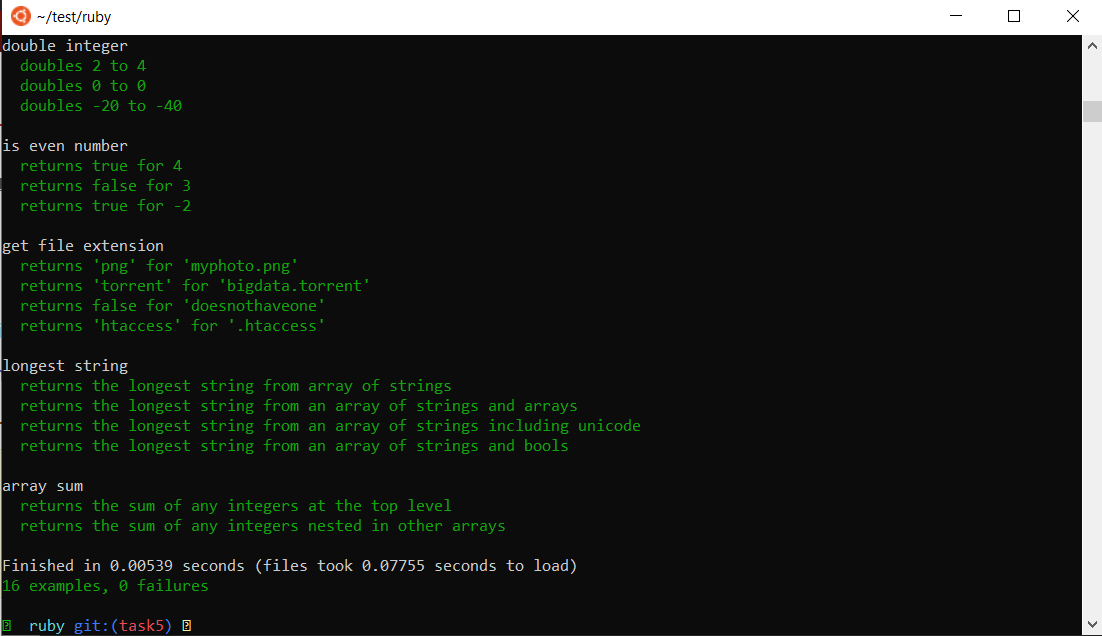 ~/test/ruby
double integer
doubles 2 to 4
doubles 0 to 0
doubles -20 to -40
is even number
returns true for 4
returns false for 3
returns true for -2
get file extension
returns 'png' for 'myphoto.png'
returns 'torrent' for 'bigdata.torrent'
returns false for 'doesnothaveone'
returns 'htaccess' for '.htaccess'
longest string
returns the longest string from array of strings
returns the longest string from an array of strings and arrays
returns the longest string from an array of strings including unicode
returns the longest string from an array of strings and bools
array sum
returns the sum of any integers at the top level
returns the sum of any integers nested in other arrays
Finished in 0.00539 seconds (files took 0.07755 seconds to load)
16 examples, 0 failures
ruby git:(task5)